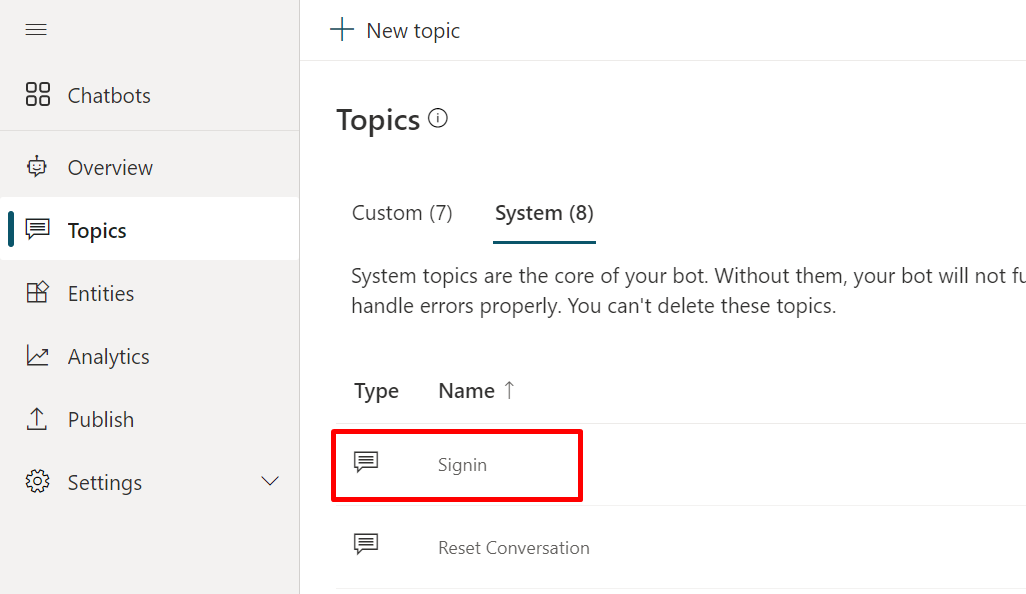 Chatbots
Overview
Topics
Entities
Analytics
Publish
Settings
New topic
Topics
Custom (7) System (8)
System topics are the core of your bot. Without them, your bot will not fu
handle errors properly. You can't delete these topics.
Type Name ↑
Signin
Reset Conversation